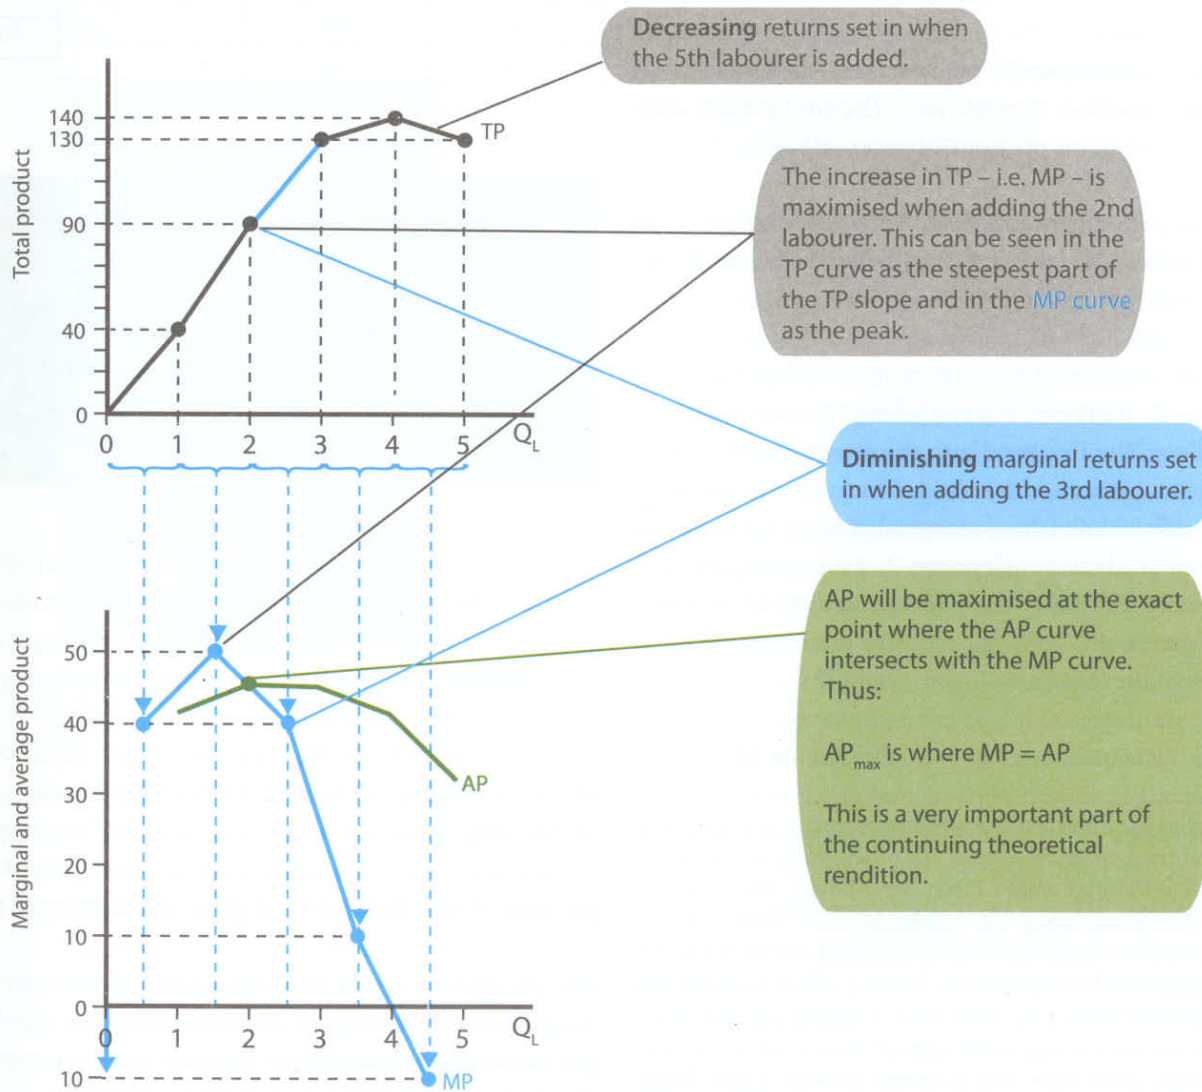 Decreasing returns set in when
the 5th labourer is added.
Total product
140
130
90
40
0
TP
0 1 2 3 4 5 QL
The increase in TP – i.e. MP – is
maximised when adding the 2nd
labourer. This can be seen in the
TP curve as the steepest part of
the TP slope and in the MP curve
as the peak.
Diminishing marginal returns set
in when adding the 3rd labourer.
Marginal and average product
50
40
30
20
10
0
10
AP
0 1 2 3 4 5 QL
MP
AP will be maximised at the exact
point where the AP curve
intersects with the MP curve.
Thus:
APmax is where MP = AP
This is a very important part of
the continuing theoretical
rendition.